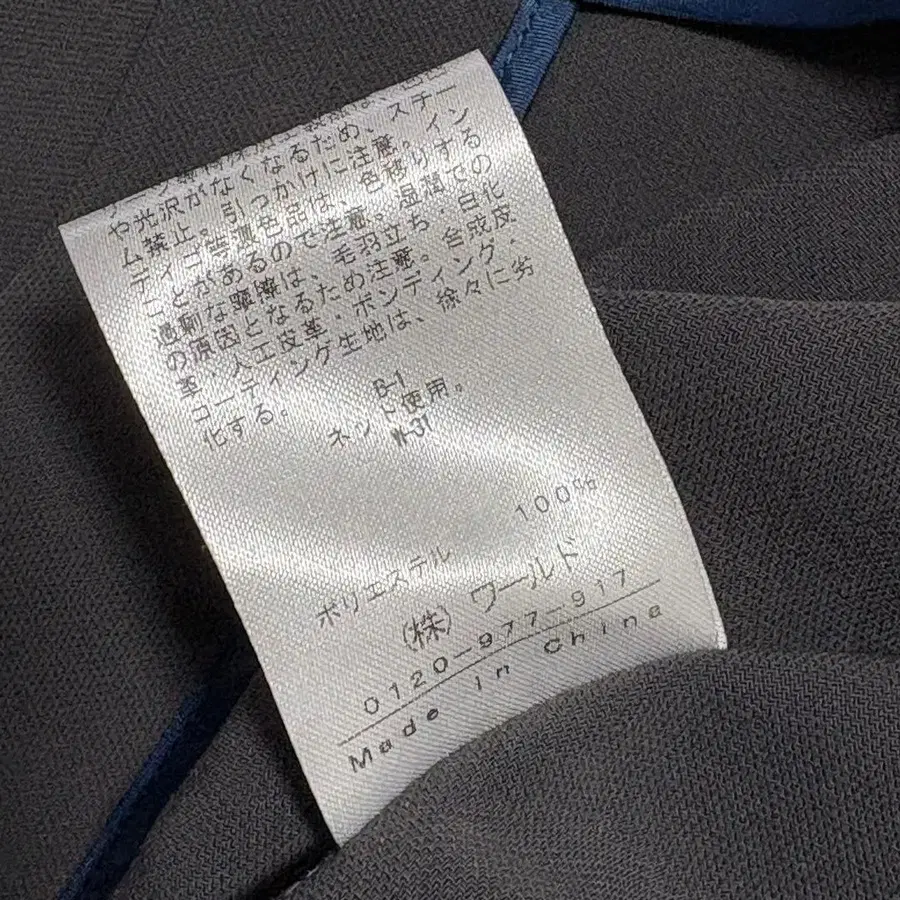 や光沢がなくなるため、スチー
ム禁止。引っかけに注意。イン
ディゴ等濃色品は、色移りする
ことがあるので注意。湿潤での
過剰な摩擦は、毛羽立ち・白化
の原因となるため注意。合成皮
革・人工皮革・ボンディング・
コーティング生地は、徐々に劣
化する。
B-1
ネット使用。
W-31
ポリエステル 100%
(株)ワールド
0120-977-917
Made in China